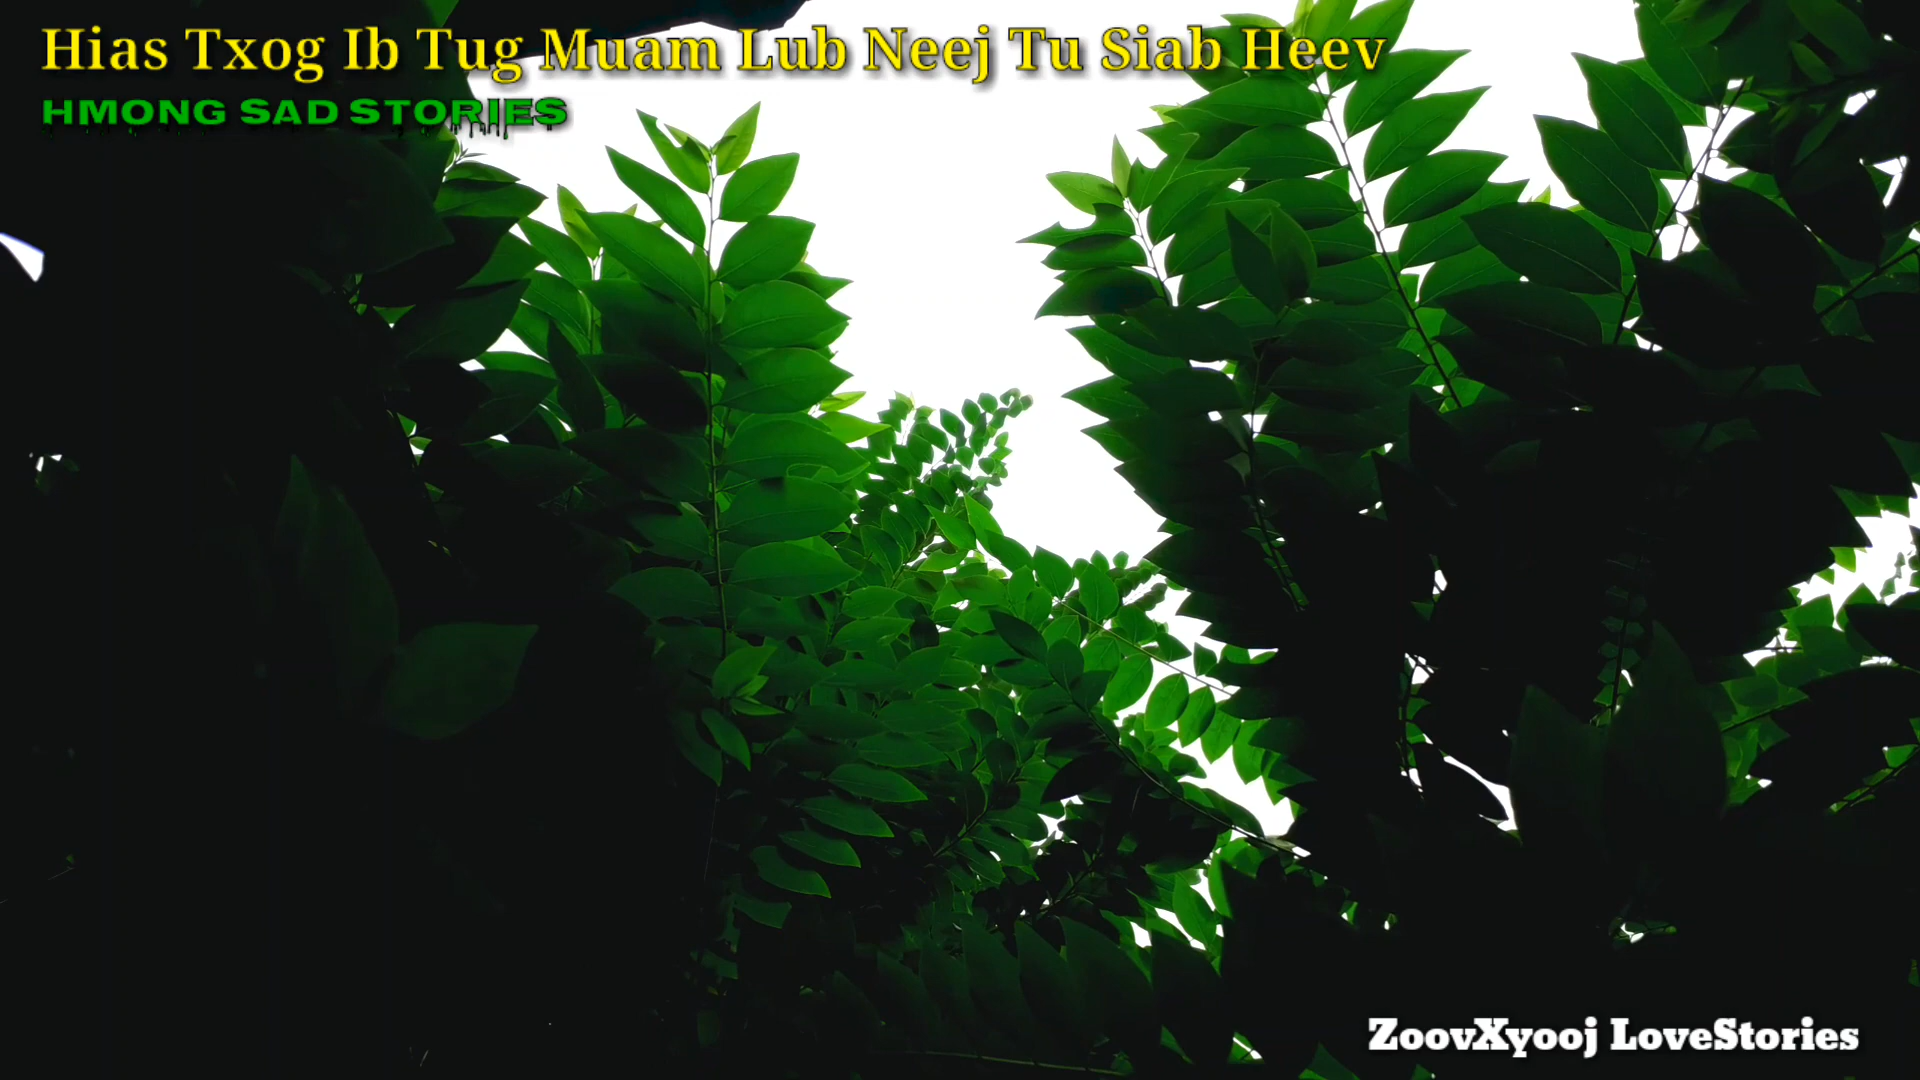 Hias Txog Ib Tug Muam Lub Neej Tu Siab Heev
HMONG SAD STORIES
ZoovXyooj LoveStories